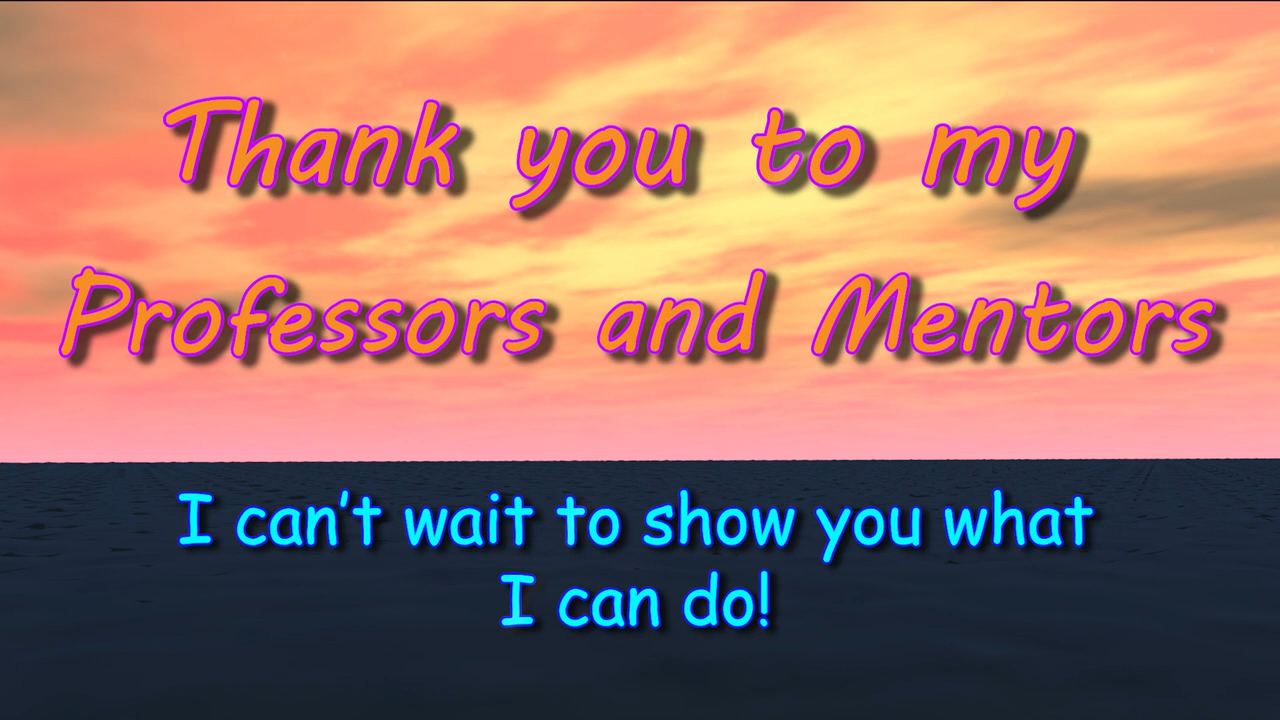 Thank you to my
Professors and Mentors
I can’t wait to show you what
I can do!